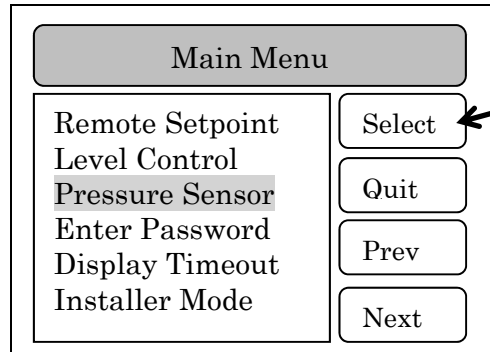 Main Menu
Remote Setpoint
Level Control
Pressure Sensor
Enter Password
Display Timeout
Installer Mode
Select
Quit
Prev
Next